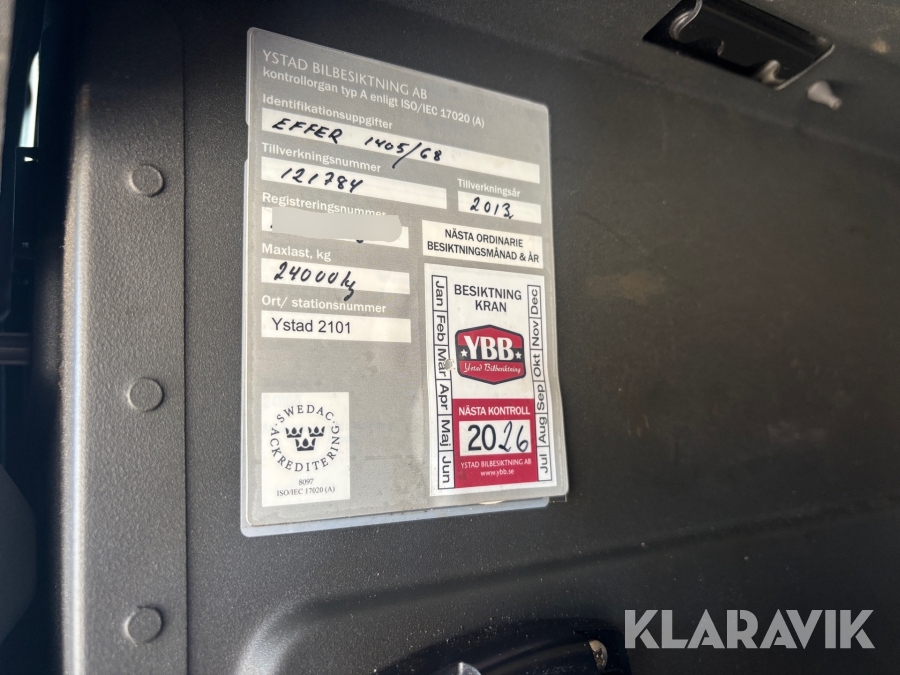 YSTAD BILBESIKTNING AB
kontrollorgan typ A enligt ISO/IEC 17020 (A)
Identifikationsuppgifter
EFFER 1405/68
Tillverkningsnummer
121784
Tillverkningsår
2013
Registreringsnummer
Maxlast, kg
24000 kg
Ort/ stationsnummer
Ystad 2101
NÄSTA ORDINARIE
BESIKTNINGSMÅNAD & ÅR
Jan Feb Mar Apr Maj Jun
BESIKTNING
KRAN
YBB
Ystad Bilbesiktning
NÄSTA KONTROLL
2026
YSTAD BILBESIKTNING AB
www.ybb.se
Jul Aug Sep Okt Nov Dec
SWEDAC
ACKREDITERING
8097
ISO/IEC 17020 (A)
KLARAVIK